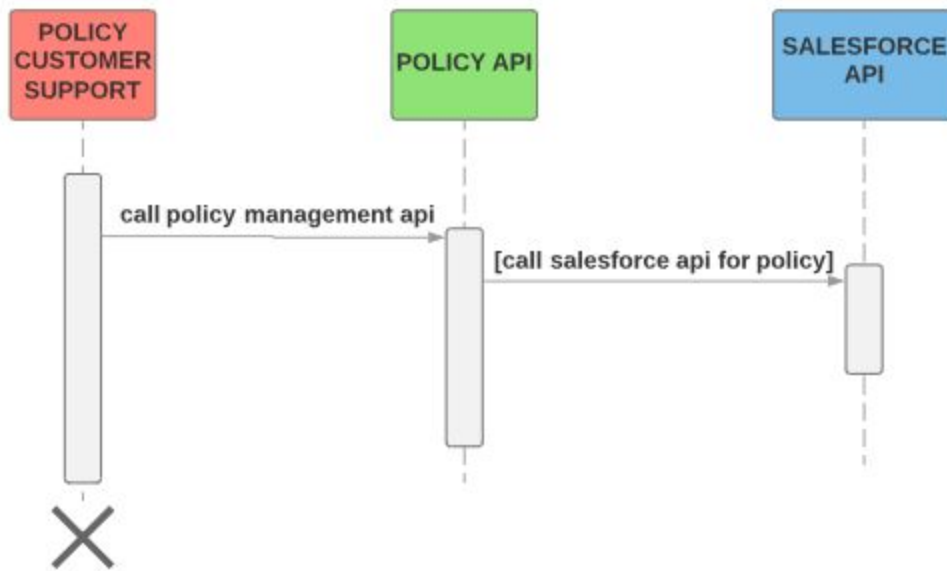 POLICY
CUSTOMER
SUPPORT
POLICY API
SALESFORCE
API
call policy management api
[call salesforce api for policy]